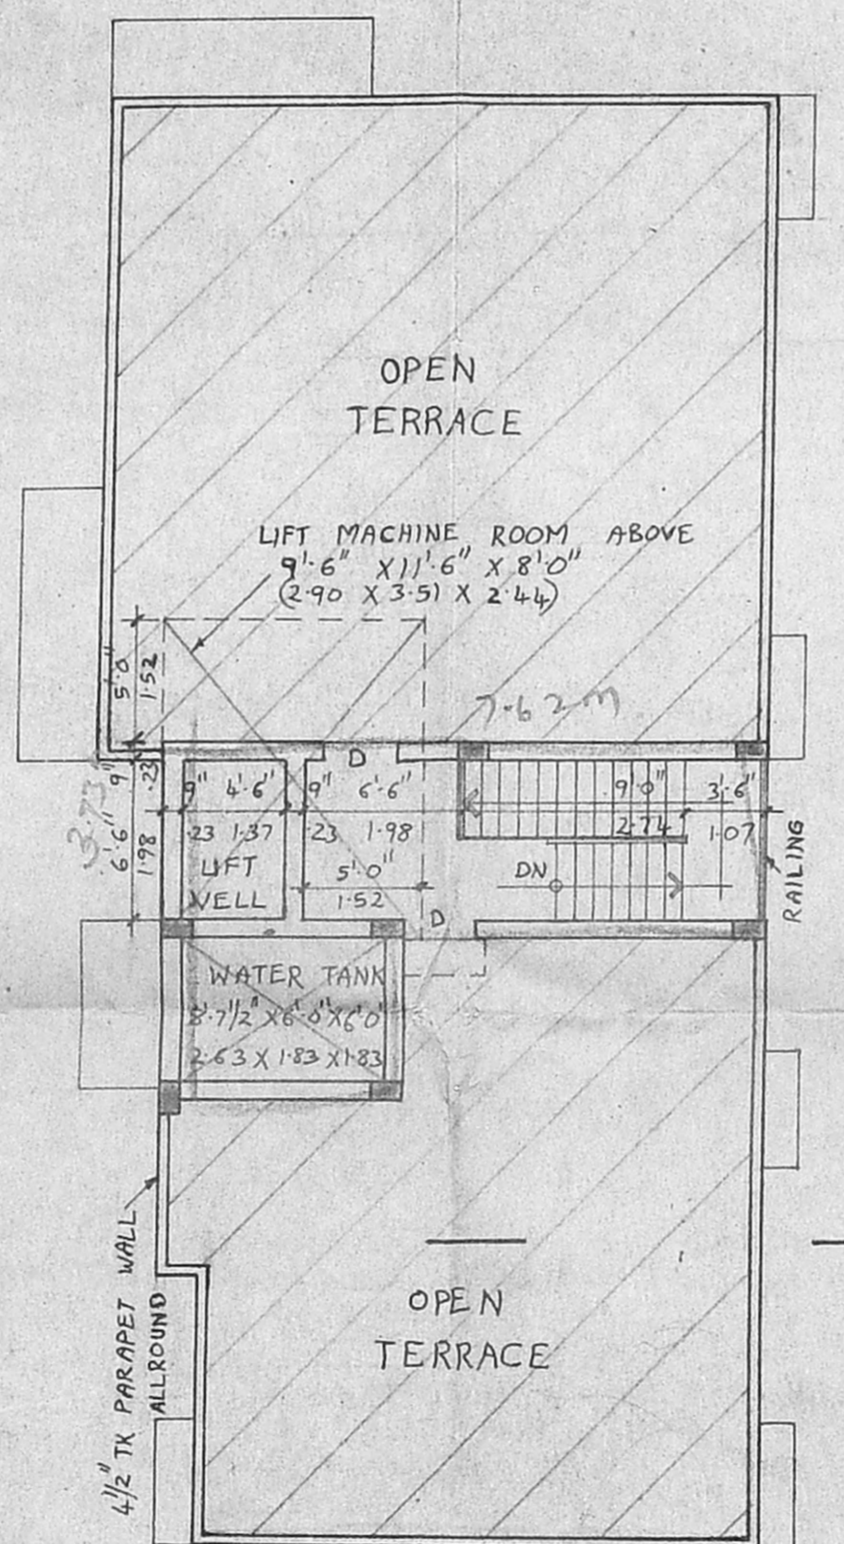 OPEN
TERRACE
LIFT MACHINE ROOM ABOVE
9'-6" X 11'-6" X 8'-0"
(2.90 X 3.51 X 2.44)
5'-0"
1.52
7.62 m
9"
.23
D
9" 4'-6" 9" 6'-6" 9'-0" 3'-6"
.23 1.37 .23 1.98 2.74 1.07
6'-6"
1.98
LIFT
WELL
5'-0"
1.52
DN
RAILING
D
WATER TANK
8'-7 1/2" X 6'-0" X 6'-0"
2.63 X 1.83 X 1.83
4 1/2" TK PARAPET WALL
ALLROUND
OPEN
TERRACE